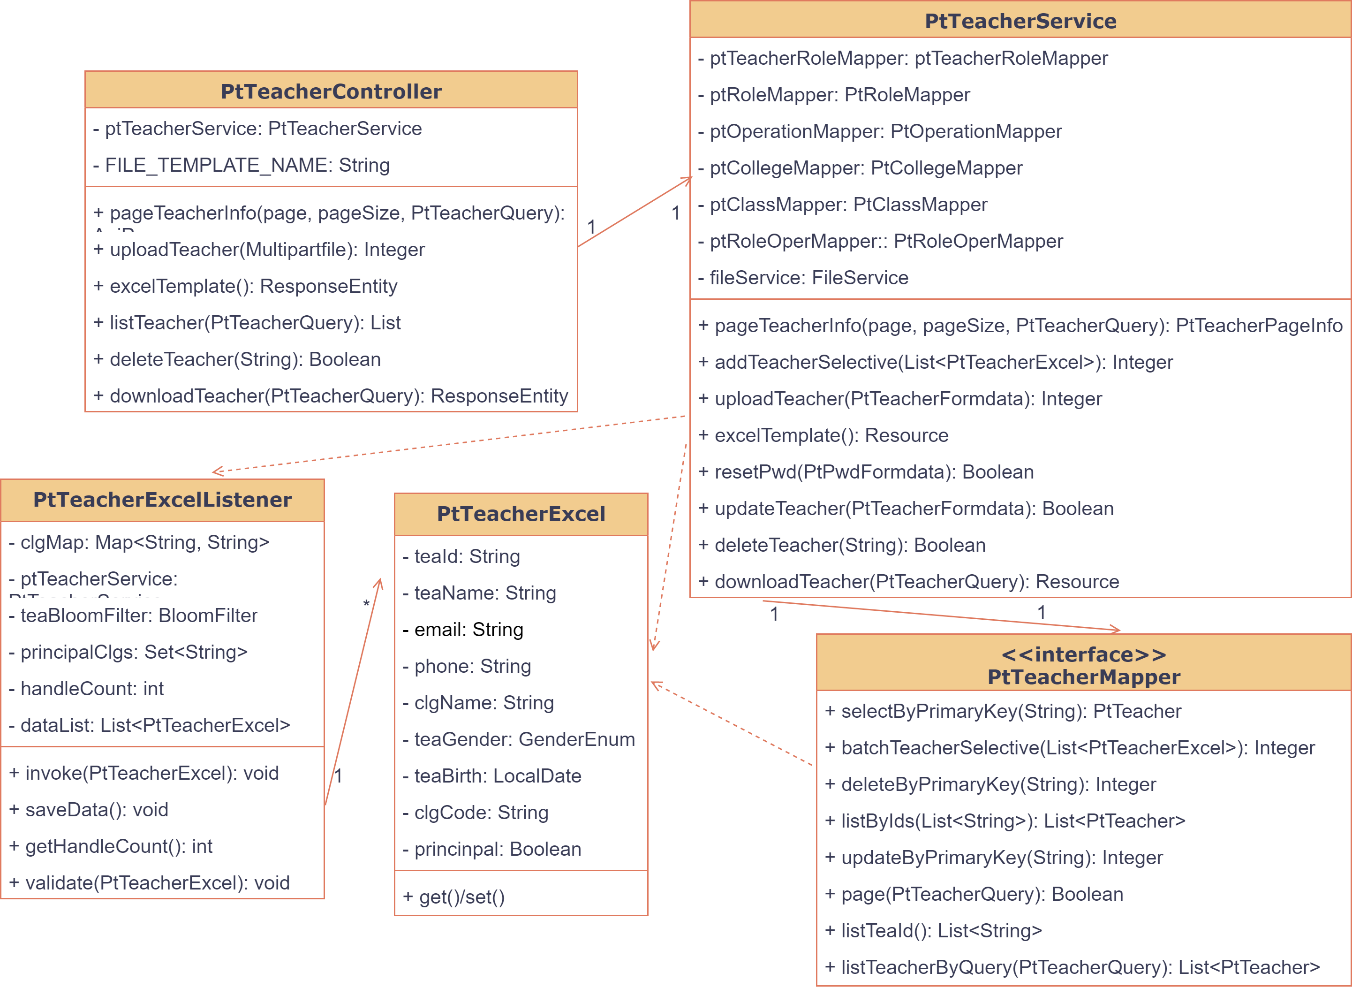 PtTeacherController
- ptTeacherService: PtTeacherService
- FILE_TEMPLATE_NAME: String
+ pageTeacherInfo(page, pageSize, PtTeacherQuery):
+ uploadTeacher(Multipartfile): Integer
+ excelTemplate(): ResponseEntity
+ listTeacher(PtTeacherQuery): List
+ deleteTeacher(String): Boolean
+ downloadTeacher(PtTeacherQuery): ResponseEntity
1
1
PtTeacherService
- ptTeacherRoleMapper: ptTeacherRoleMapper
- ptRoleMapper: PtRoleMapper
- ptOperationMapper: PtOperationMapper
- ptCollegeMapper: PtCollegeMapper
- ptClassMapper: PtClassMapper
- ptRoleOperMapper:: PtRoleOperMapper
- fileService: FileService
+ pageTeacherInfo(page, pageSize, PtTeacherQuery): PtTeacherPageInfo
+ addTeacherSelective(List<PtTeacherExcel>): Integer
+ uploadTeacher(PtTeacherFormdata): Integer
+ excelTemplate(): Resource
+ resetPwd(PtPwdFormdata): Boolean
+ updateTeacher(PtTeacherFormdata): Boolean
+ deleteTeacher(String): Boolean
+ downloadTeacher(PtTeacherQuery): Resource
1
1
PtTeacherExcelListener
- clgMap: Map<String, String>
- ptTeacherService:
- teaBloomFilter: BloomFilter
- principalClgs: Set<String>
- handleCount: int
- dataList: List<PtTeacherExcel>
+ invoke(PtTeacherExcel): void
+ saveData(): void
+ getHandleCount(): int
+ validate(PtTeacherExcel): void
*
1
PtTeacherExcel
- teaId: String
- teaName: String
- email: String
- phone: String
- clgName: String
- teaGender: GenderEnum
- teaBirth: LocalDate
- clgCode: String
- princinpal: Boolean
+ get()/set()
<<interface>>
PtTeacherMapper
+ selectByPrimaryKey(String): PtTeacher
+ batchTeacherSelective(List<PtTeacherExcel>): Integer
+ deleteByPrimaryKey(String): Integer
+ listByIds(List<String>): List<PtTeacher>
+ updateByPrimaryKey(String): Integer
+ page(PtTeacherQuery): Boolean
+ listTeaId(): List<String>
+ listTeacherByQuery(PtTeacherQuery): List<PtTeacher>